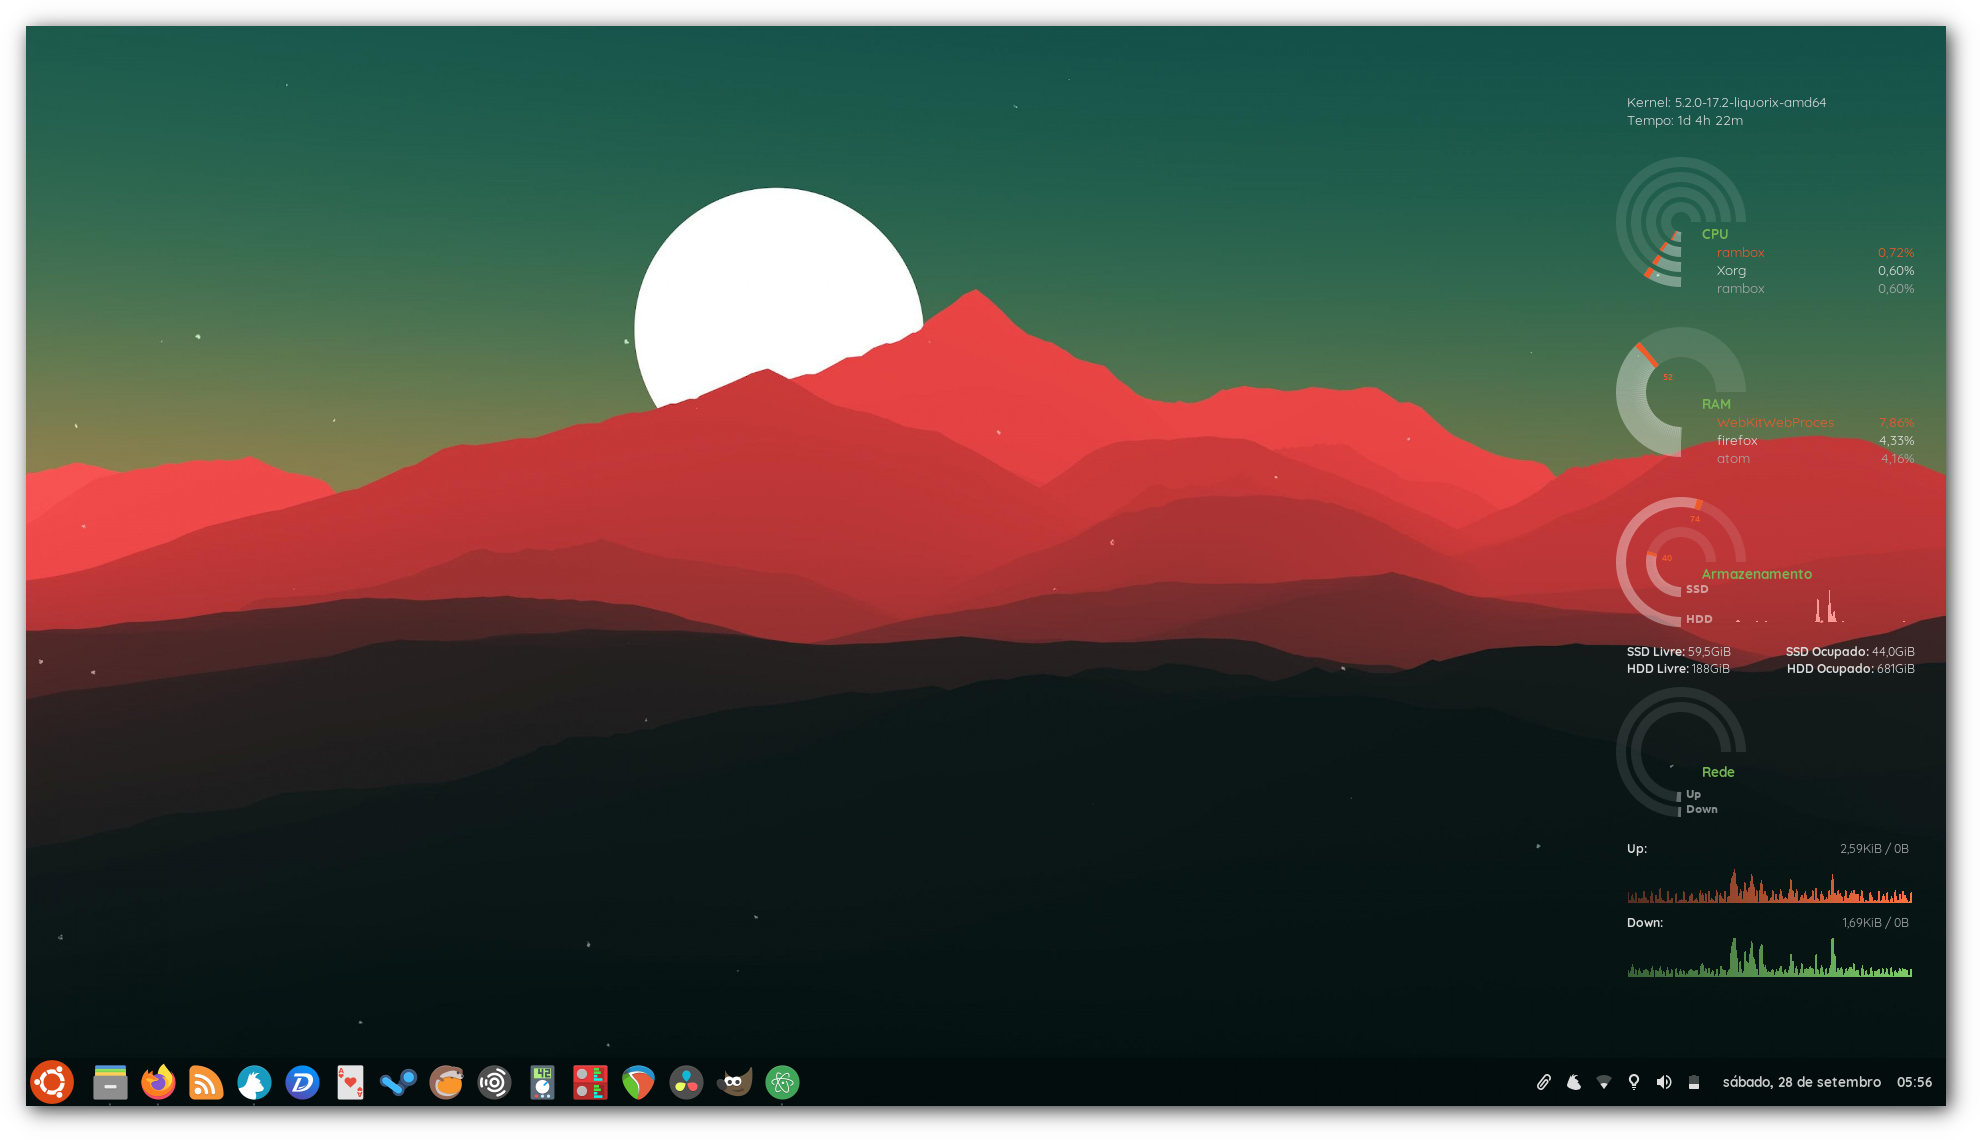 Kernel: 5.2.0-17.2-liquorix-amd64
Tempo: 1d 4h 22m
CPU
rambox 0,72%
Xorg 0,60%
rambox 0,60%
52
RAM
WebKitWebProces 7,86%
firefox 4,33%
atom 4,16%
74
40
Armazenamento
SSD
HDD
SSD Livre: 59,5GiB SSD Ocupado: 44,0GiB
HDD Livre: 188GiB HDD Ocupado: 681GiB
Rede
Up
Down
Up: 2,59KiB / 0B
Down: 1,69KiB / 0B
42
sábado, 28 de setembro 05:56